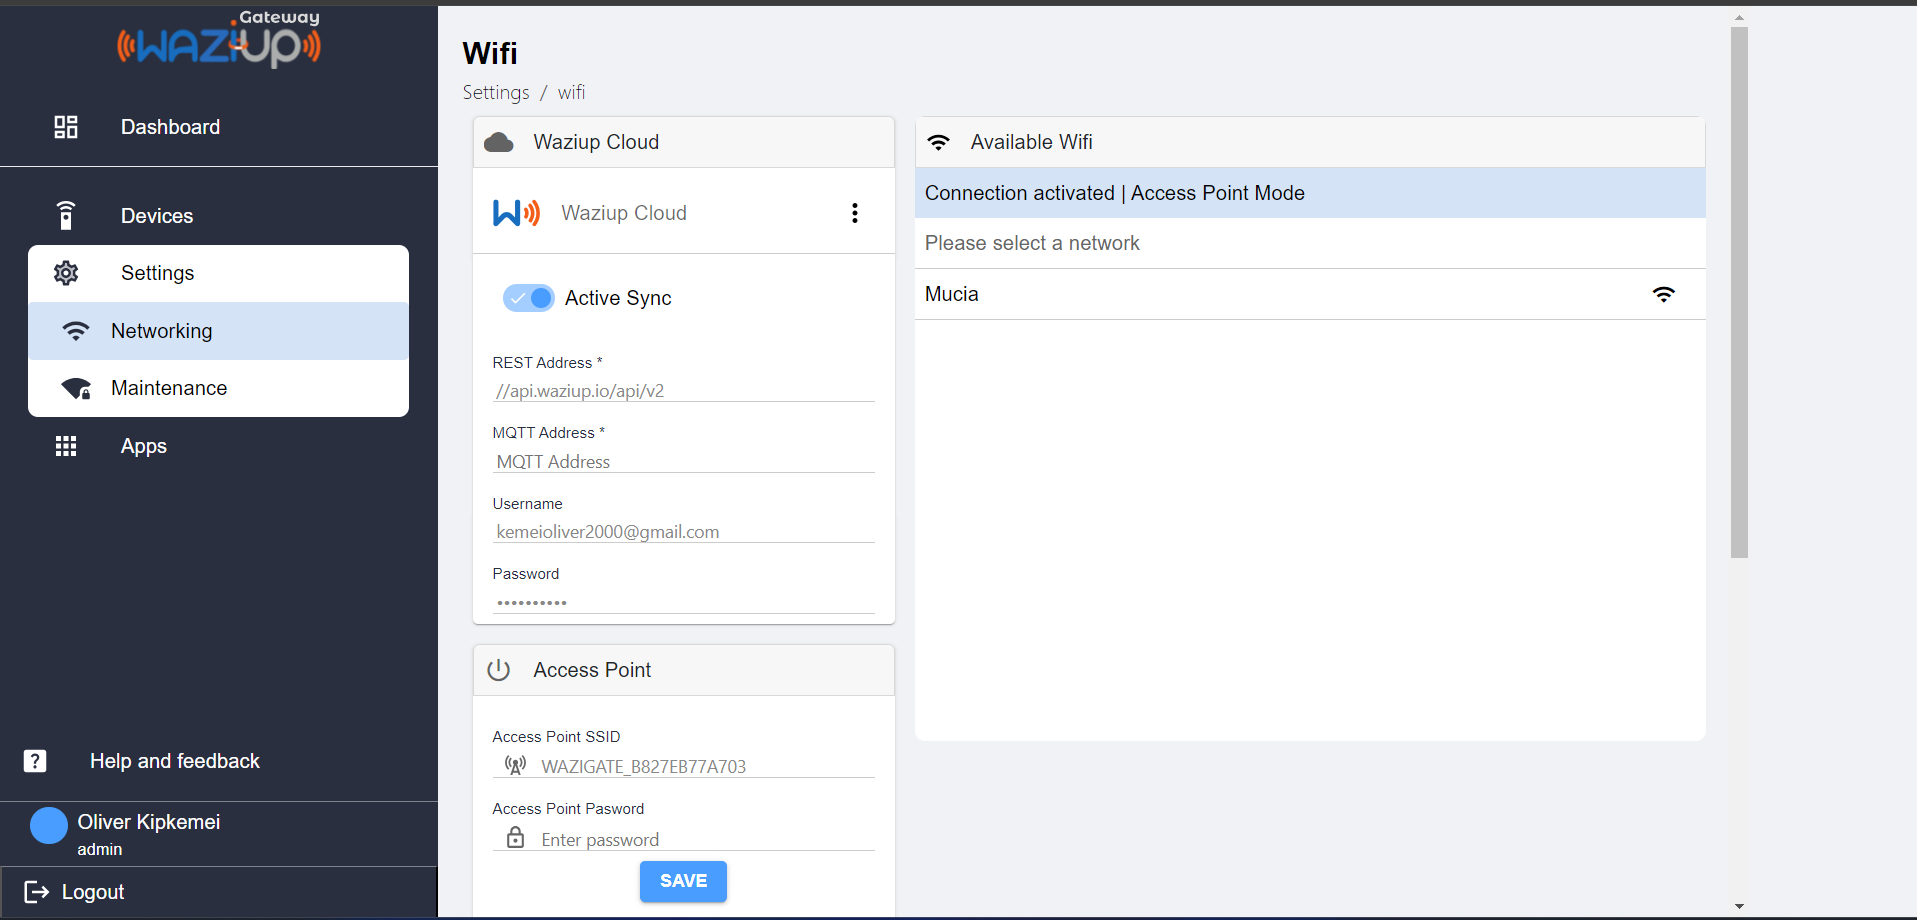 Gateway
WAZIUP
Dashboard
Devices
Settings
Networking
Maintenance
Apps
Help and feedback
Oliver Kipkemei
admin
Logout
Wifi
Settings / wifi
Waziup Cloud
W
Waziup Cloud
Active Sync
REST Address *
//api.waziup.io/api/v2
MQTT Address *
MQTT Address
Username
kemeioliver2000@gmail.com
Password
••••••••••
Access Point
Access Point SSID
WAZIGATE_B827EB77A703
Access Point Pasword
Enter password
SAVE
Available Wifi
Connection activated | Access Point Mode
Please select a network
Mucia